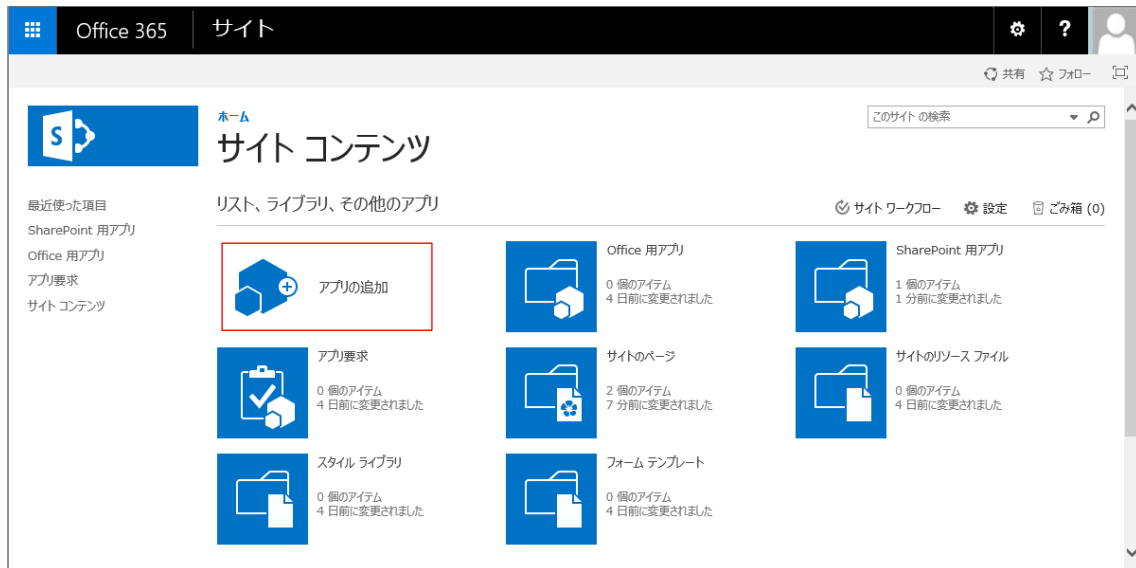 Office 365
サイト
?
共有
フォロー
S
ホーム
サイト コンテンツ
このサイト の検索
最近使った項目
SharePoint 用アプリ
Office 用アプリ
アプリ要求
サイト コンテンツ
リスト、ライブラリ、その他のアプリ
サイト ワークフロー
設定
ごみ箱 (0)
アプリの追加
Office 用アプリ
0 個のアイテム
4 日前に変更されました
SharePoint 用アプリ
1 個のアイテム
1 分前に変更されました
アプリ要求
0 個のアイテム
4 日前に変更されました
サイトのページ
2 個のアイテム
7 分前に変更されました
サイトのリソース ファイル
0 個のアイテム
4 日前に変更されました
スタイル ライブラリ
0 個のアイテム
4 日前に変更されました
フォーム テンプレート
0 個のアイテム
4 日前に変更されました